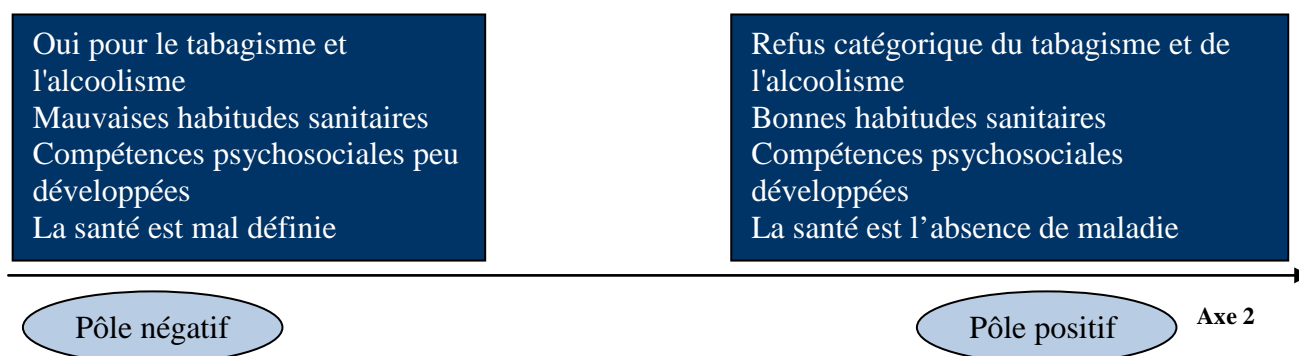 Oui pour le tabagisme et
l'alcoolisme
Mauvaises habitudes sanitaires
Compétences psychosociales peu
développées
La santé est mal définie
Refus catégorique du tabagisme et de
l'alcoolisme
Bonnes habitudes sanitaires
Compétences psychosociales
développées
La santé est l’absence de maladie
Pôle négatif
Pôle positif
Axe 2